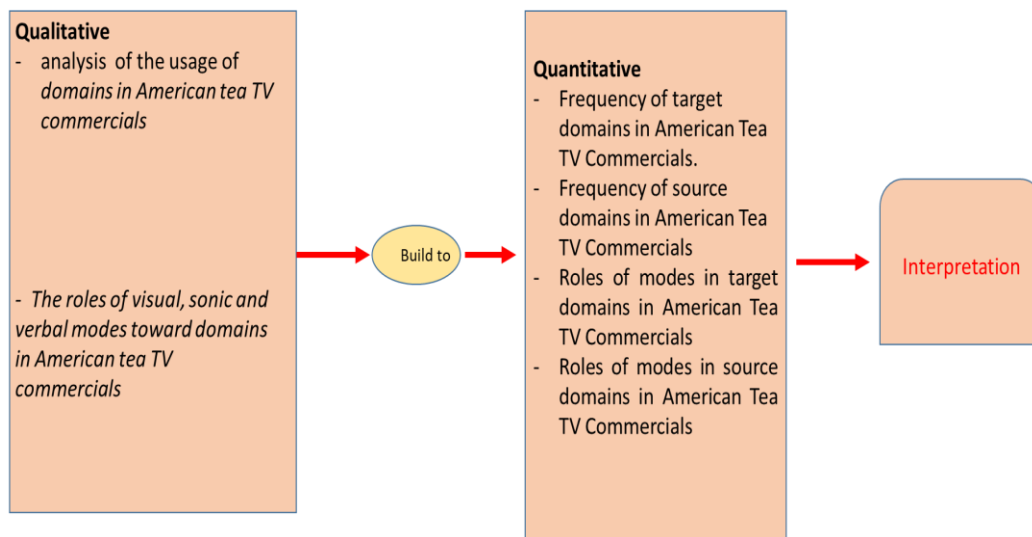 Qualitative
- analysis of the usage of
domains in American tea TV
commercials
- The roles of visual, sonic and
verbal modes toward domains
in American tea TV
commercials
Build to
Quantitative
- Frequency of target
domains in American Tea
TV Commercials.
- Frequency of source
domains in American Tea
TV Commercials
- Roles of modes in target
domains in American Tea
TV Commercials
- Roles of modes in source
domains in American Tea
TV Commercials
Interpretation